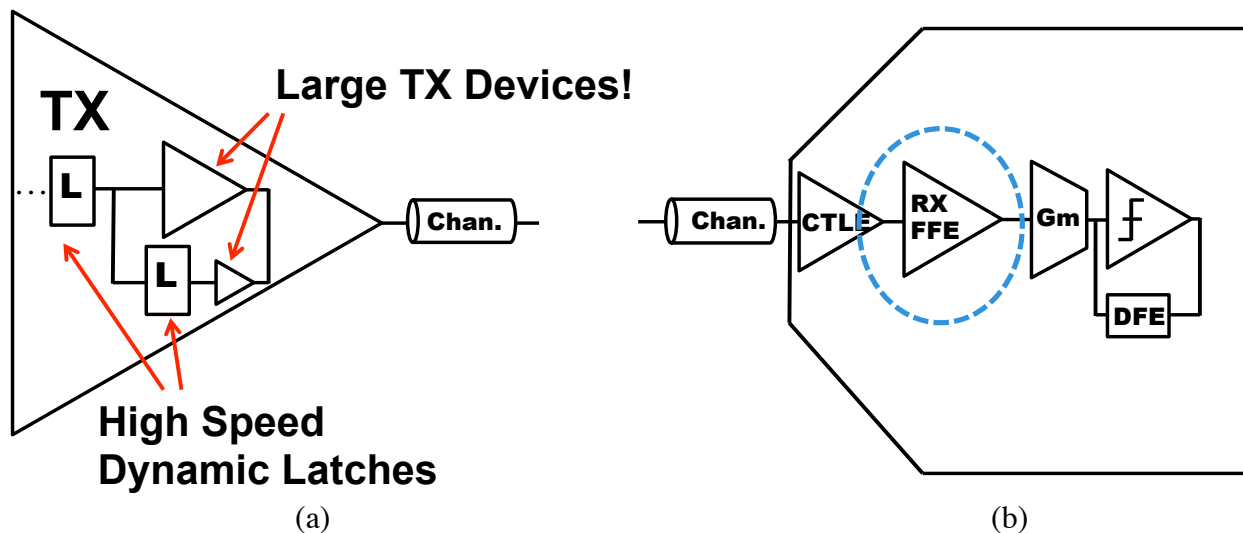 Large TX Devices!
TX
L
L
Chan.
High Speed
Dynamic Latches
(a)
Chan.
CTLE
RX
FFE
Gm
DFE
(b)